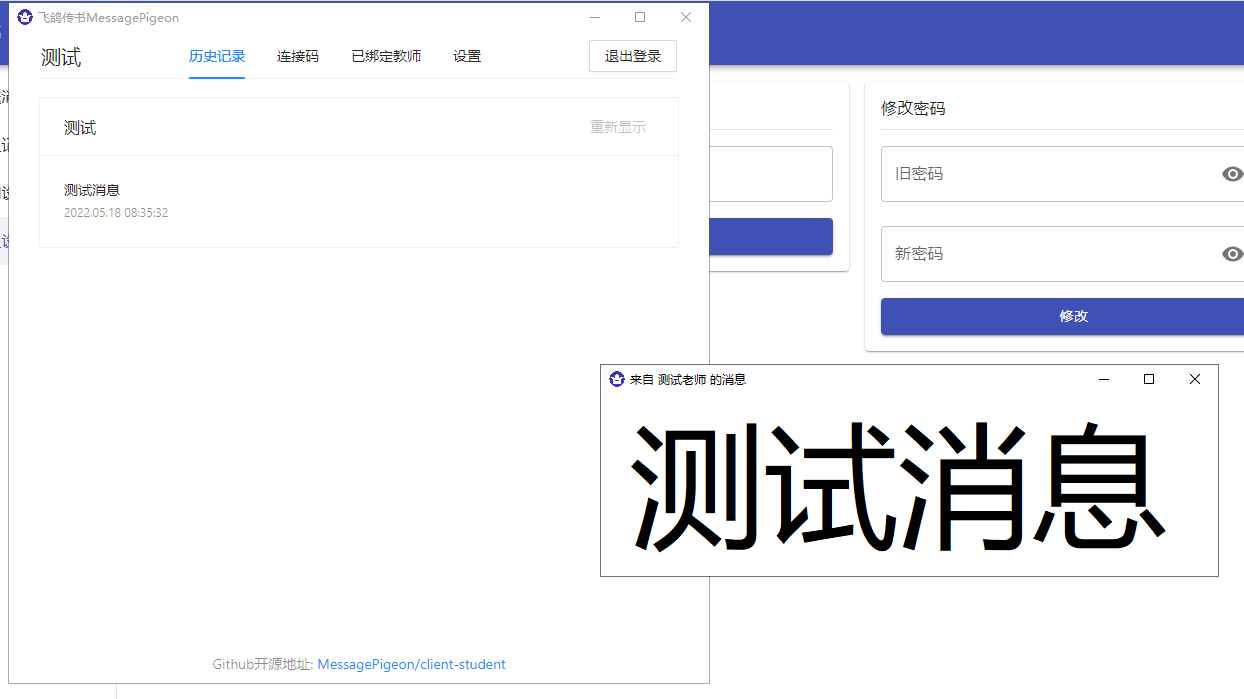 飞鸽传书MessagePigeon
测试
历史记录
连接码
已绑定教师
设置
退出登录
测试
重新显示
测试消息
2022.05.18 08:35:32
Github开源地址: MessagePigeon/client-student
修改密码
旧密码
新密码
修改
来自 测试老师 的消息
测试消息